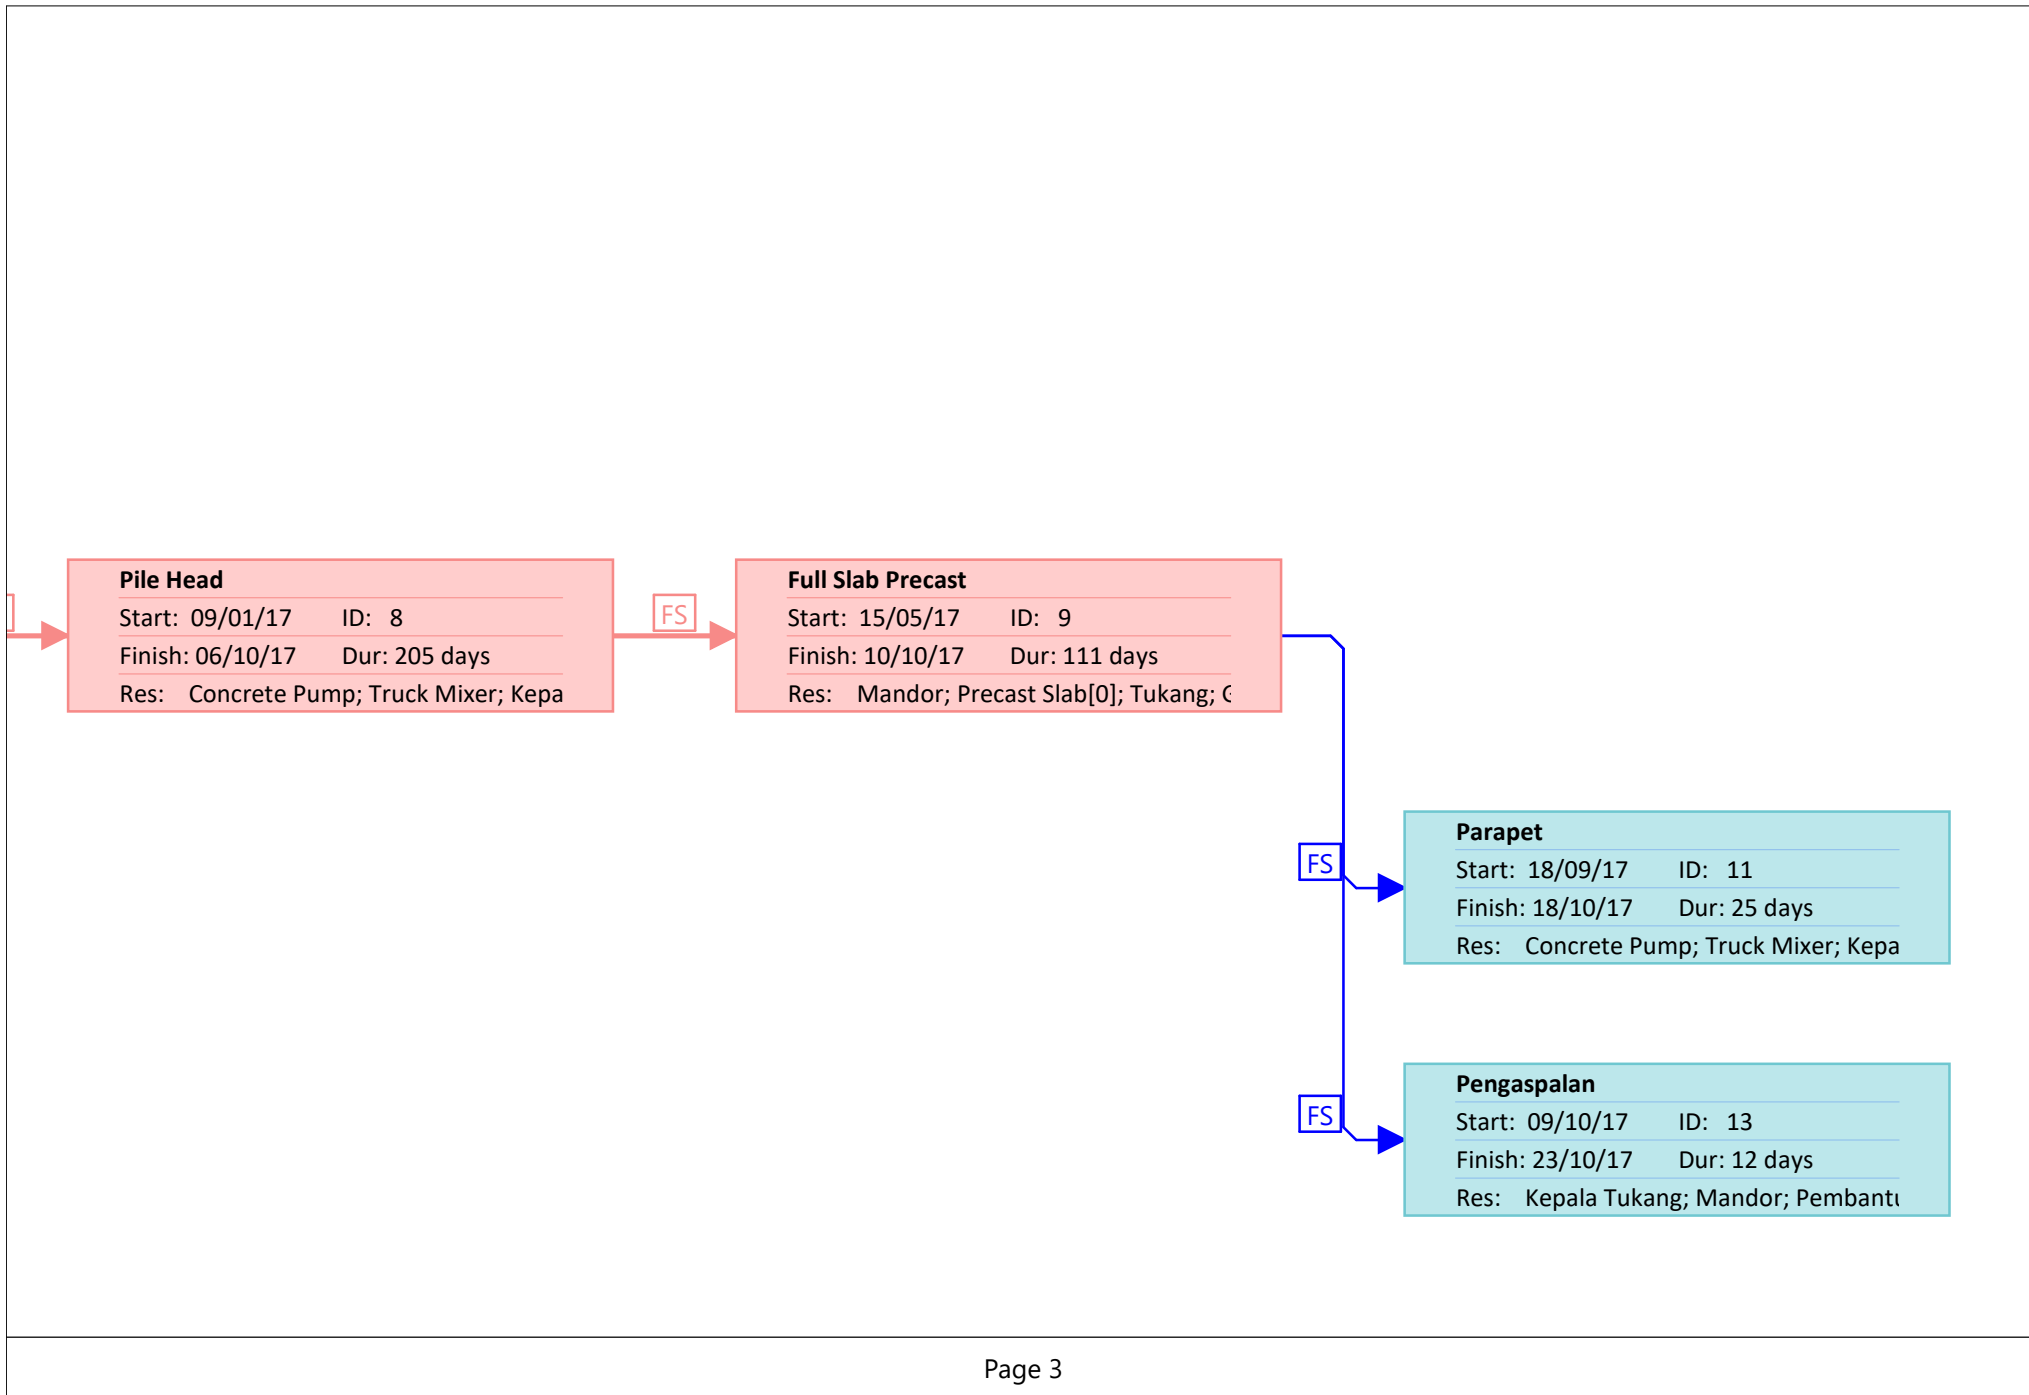 Pile Head
Start: 09/01/17 ID: 8
Finish: 06/10/17 Dur: 205 days
Res: Concrete Pump; Truck Mixer; Kepa
FS
Full Slab Precast
Start: 15/05/17 ID: 9
Finish: 10/10/17 Dur: 111 days
Res: Mandor; Precast Slab[0]; Tukang;
FS
Parapet
Start: 18/09/17 ID: 11
Finish: 18/10/17 Dur: 25 days
Res: Concrete Pump; Truck Mixer; Kepa
FS
Pengaspalan
Start: 09/10/17 ID: 13
Finish: 23/10/17 Dur: 12 days
Res: Kepala Tukang; Mandor; Pembantu
Page 3